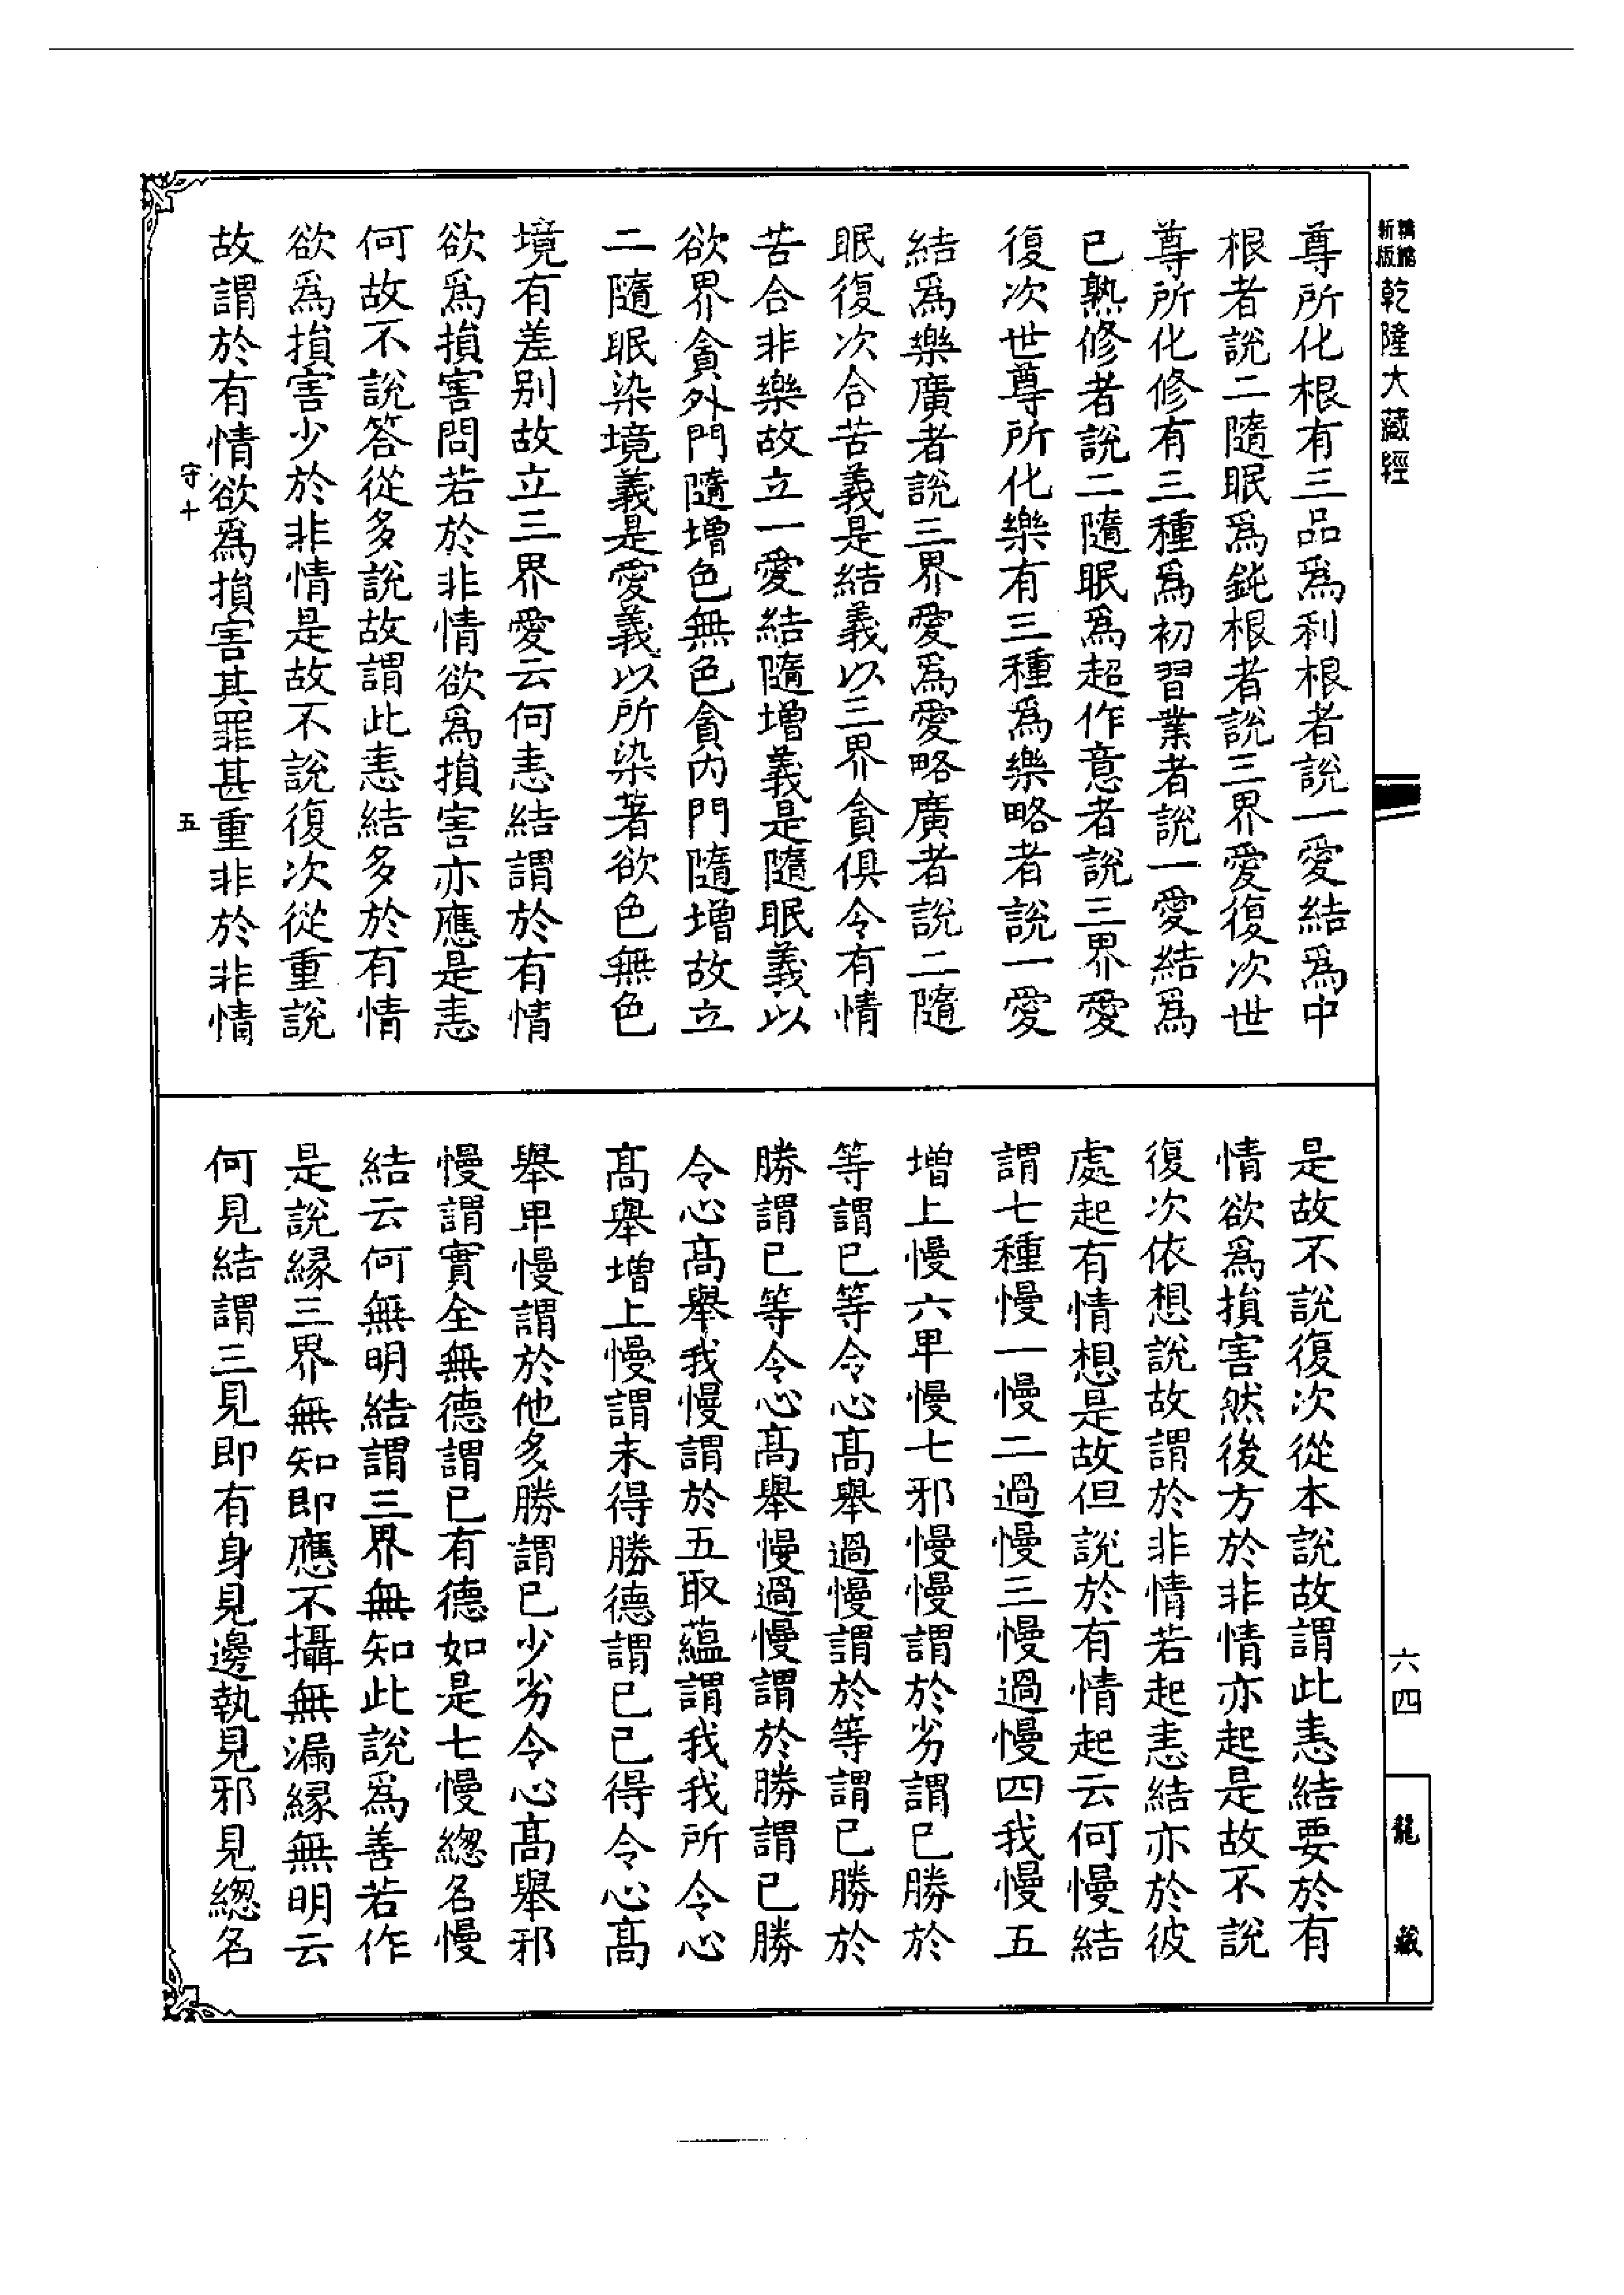 新版
乾隆大藏經
尊所化根有三品爲利根者說一愛結爲中
根者說二隨眠爲鈍根者說三界愛復次世
尊所化修有三種爲初習業者說一愛結爲
已熟修者說二隨眠爲超作意者說三界愛
復次世尊所化樂有三種爲樂略者說一愛
結爲樂廣者說三界愛爲愛略廣者說二隨
眠復次合苦義是結義以三界貪俱令有情
苦合非樂故立一愛結隨增義是隨眠義以
欲界貪外門隨增色無色貪內門隨增故立
二隨眠染境義是愛義以所染著欲色無色
境有差別故立三界愛云何恚結謂於有情
欲爲損害問若於非情欲爲損害亦應是恚
何故不說答從多說故謂此恚結多於有情
欲爲損害少於非情是故不說復次從重說
故謂於有情欲爲損害其罪甚重非於非情
守十
五
是故不說復次從本說故謂此恚結要於有
情欲爲損害然後方於非情亦起是故不說
復次依想說故謂於非情若起恚結亦於彼
處起有情想是故但說於有情起云何慢結
謂七種慢一慢二過慢三慢過慢四我慢五
增上慢六卑慢七邪慢慢謂於劣謂已勝於
等謂已等令心髙舉過慢謂於等謂已勝於
勝謂已等令心髙舉慢過慢謂於勝謂已勝
令心髙舉我慢謂於五取蘊謂我我所令心
髙舉增上慢謂未得勝德謂已已得令心髙
舉卑慢謂於他多勝謂已少劣令心髙舉邪
慢謂實全無德謂已有德如是七慢緫名慢
結云何無明結謂三界無知此說爲善若作
是說緣三界無知即應不攝無漏緣無明云
何見結謂三見即有身見邊執見邪見緫名
六四
龍藏